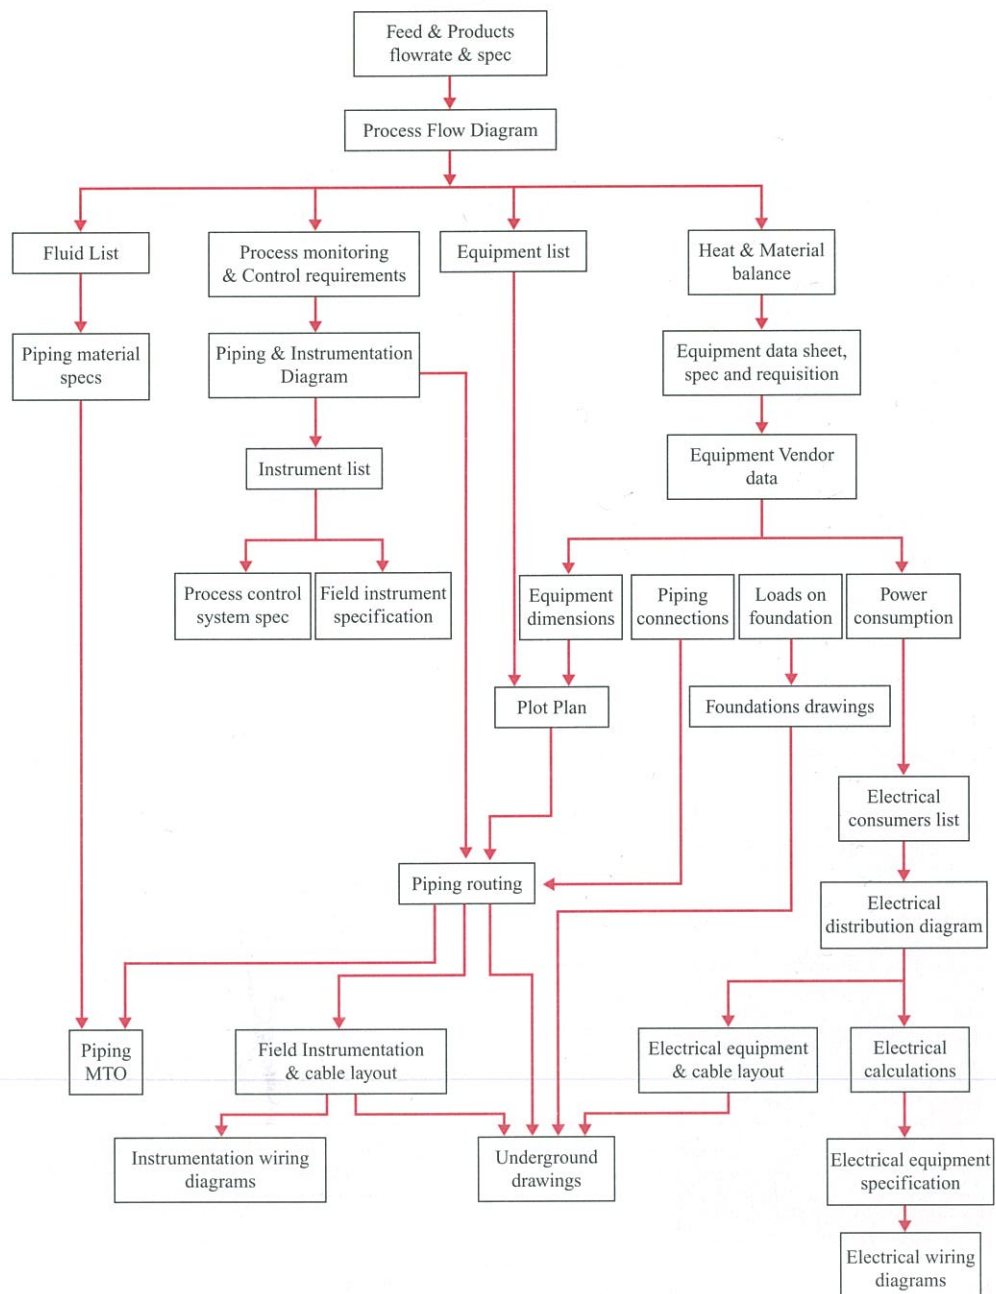 Feed & Products
flowrate & spec
Process Flow Diagram
Fluid List
Process monitoring
& Control requirements
Equipment list
Heat & Material
balance
Piping material
specs
Piping & Instrumentation
Diagram
Equipment data sheet,
spec and requisition
Instrument list
Equipment Vendor
data
Process control
system spec
Field instrument
specification
Equipment
dimensions
Piping
connections
Loads on
foundation
Power
consumption
Plot Plan
Foundations drawings
Electrical
consumers list
Piping routing
Electrical
distribution diagram
Piping
MTO
Field Instrumentation
& cable layout
Electrical equipment
& cable layout
Electrical
calculations
Instrumentation wiring
diagrams
Underground
drawings
Electrical equipment
specification
Electrical wiring
diagrams